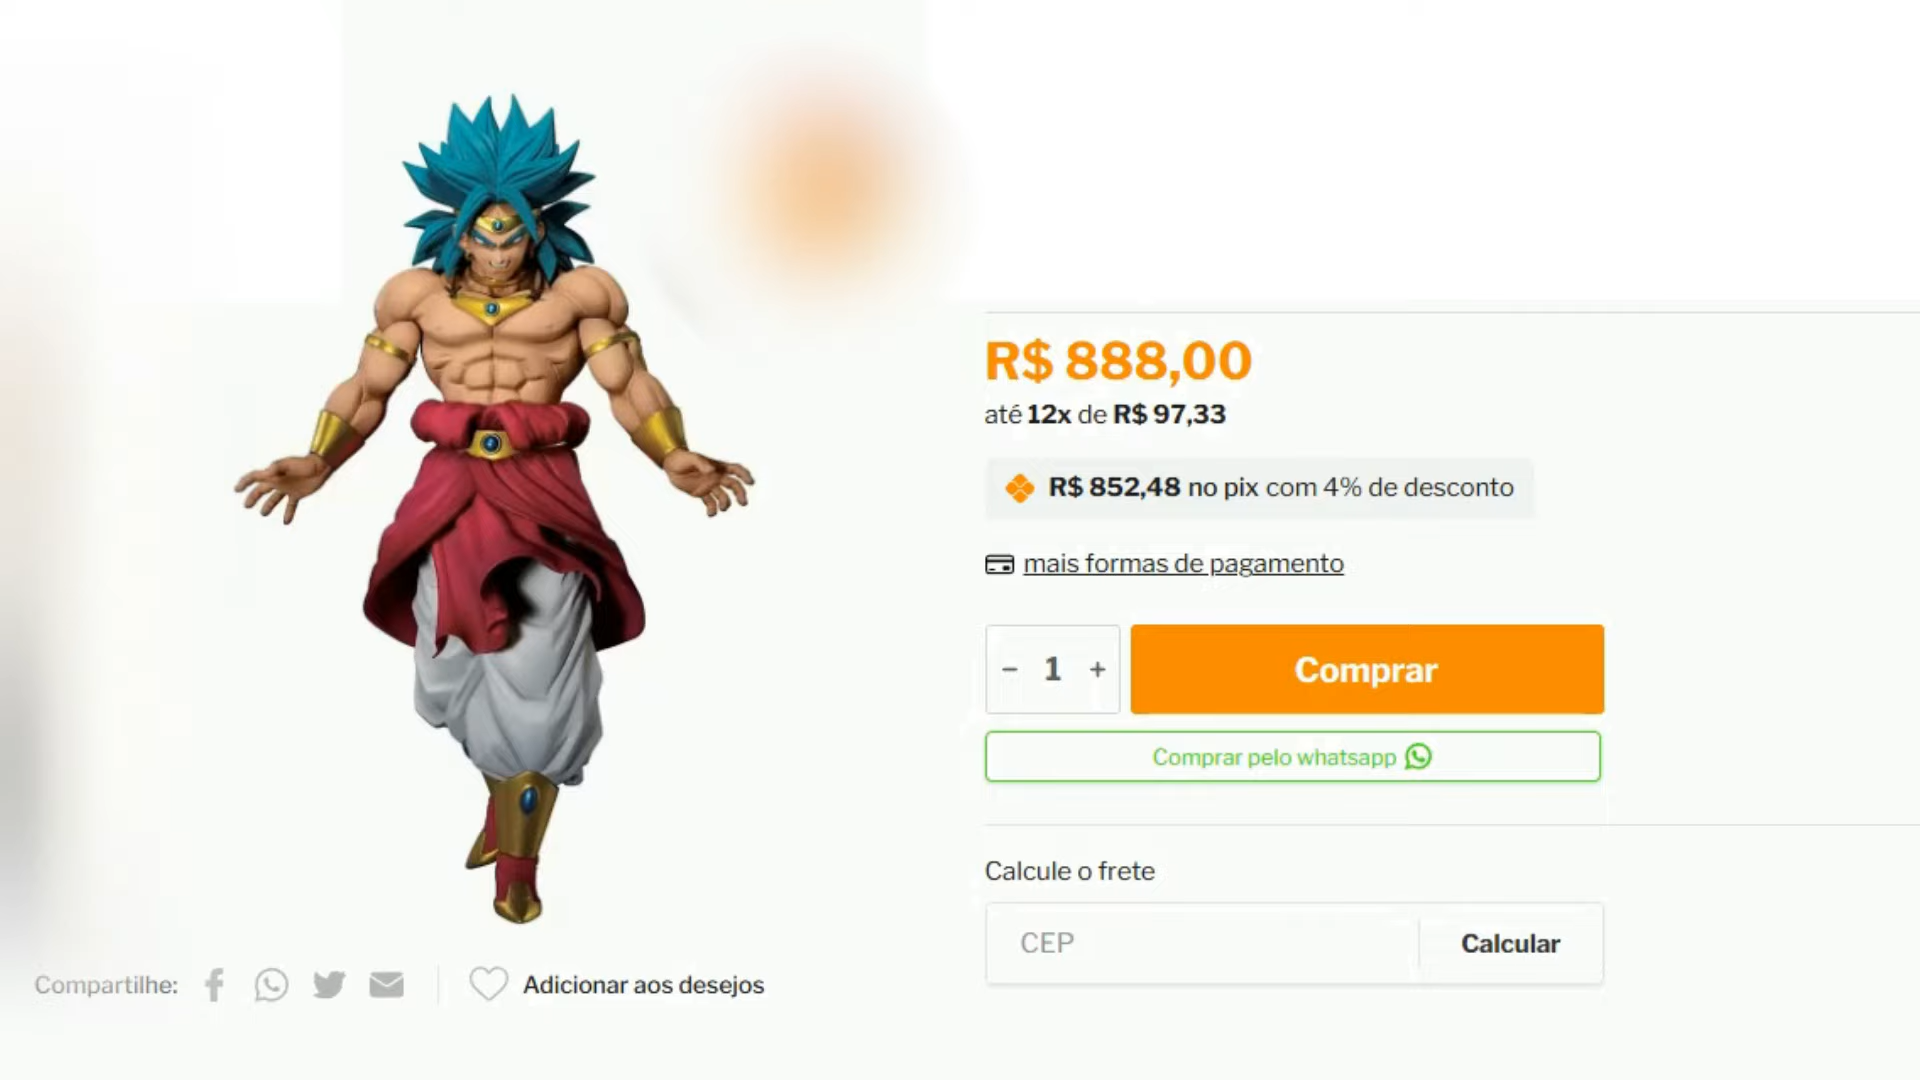 R$ 888,00
até 12x de R$ 97,33
R$ 852,48 no pix com 4% de desconto
mais formas de pagamento
− 1 + Comprar
Comprar pelo whatsapp
Calcule o frete
CEP Calcular
Compartilhe: Adicionar aos desejos